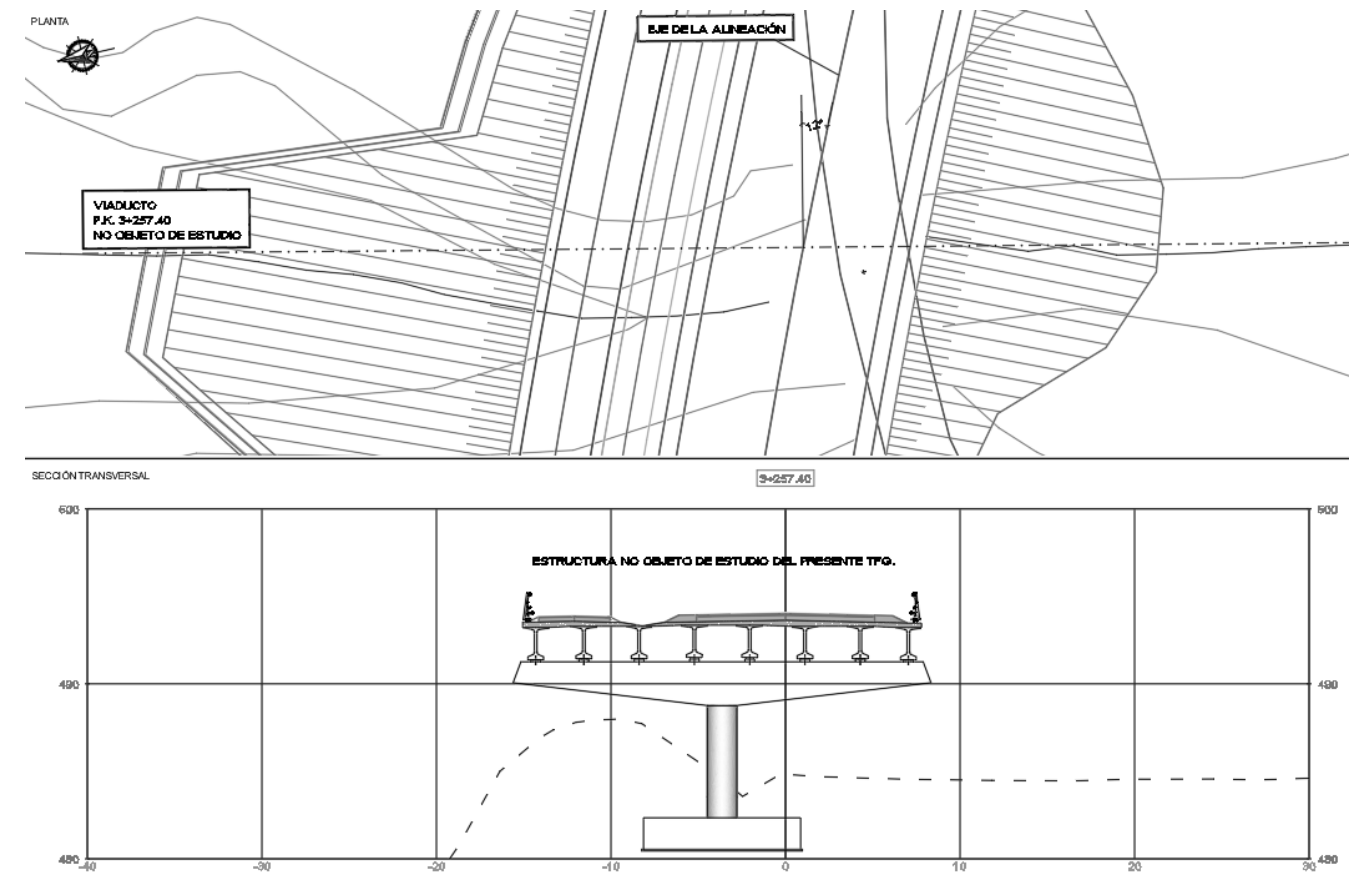 PLANTA
EJE DE LA ALINEACIÓN
12°
VIADUCTO
P.K. 3+257.40
NO OBJETO DE ESTUDIO
SECCIÓN TRANSVERSAL
3+257.40
500
500
ESTRUCTURA NO OBJETO DE ESTUDIO DEL PRESENTE TFG.
490
490
480
480
-40
-30
-20
-10
0
10
20
30